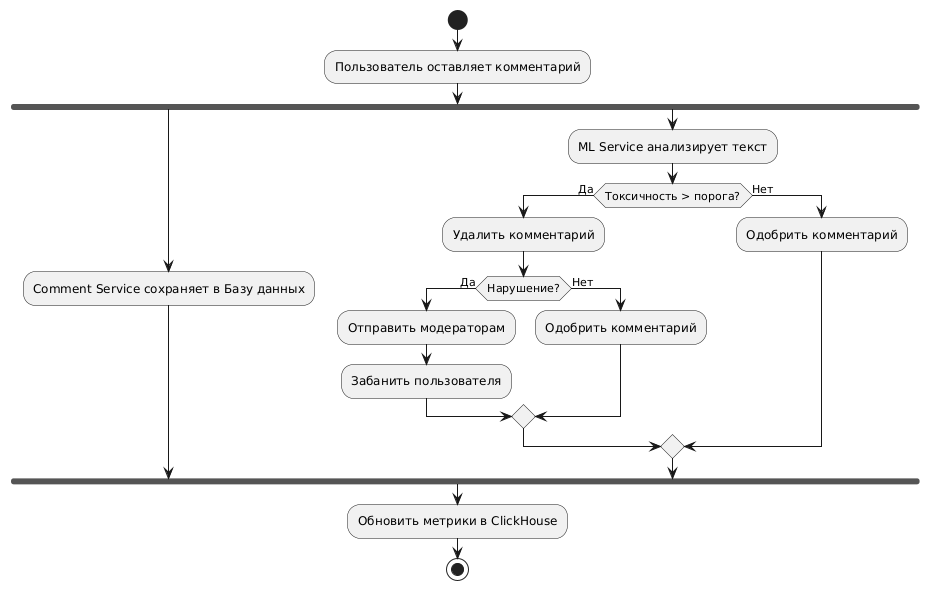 Пользователь оставляет комментарий
ML Service анализирует текст
Да
Токсичность > порога?
Нет
Удалить комментарий
Одобрить комментарий
Да
Нарушение?
Нет
Comment Service сохраняет в Базу данных
Отправить модераторам
Одобрить комментарий
Забанить пользователя
Обновить метрики в ClickHouse